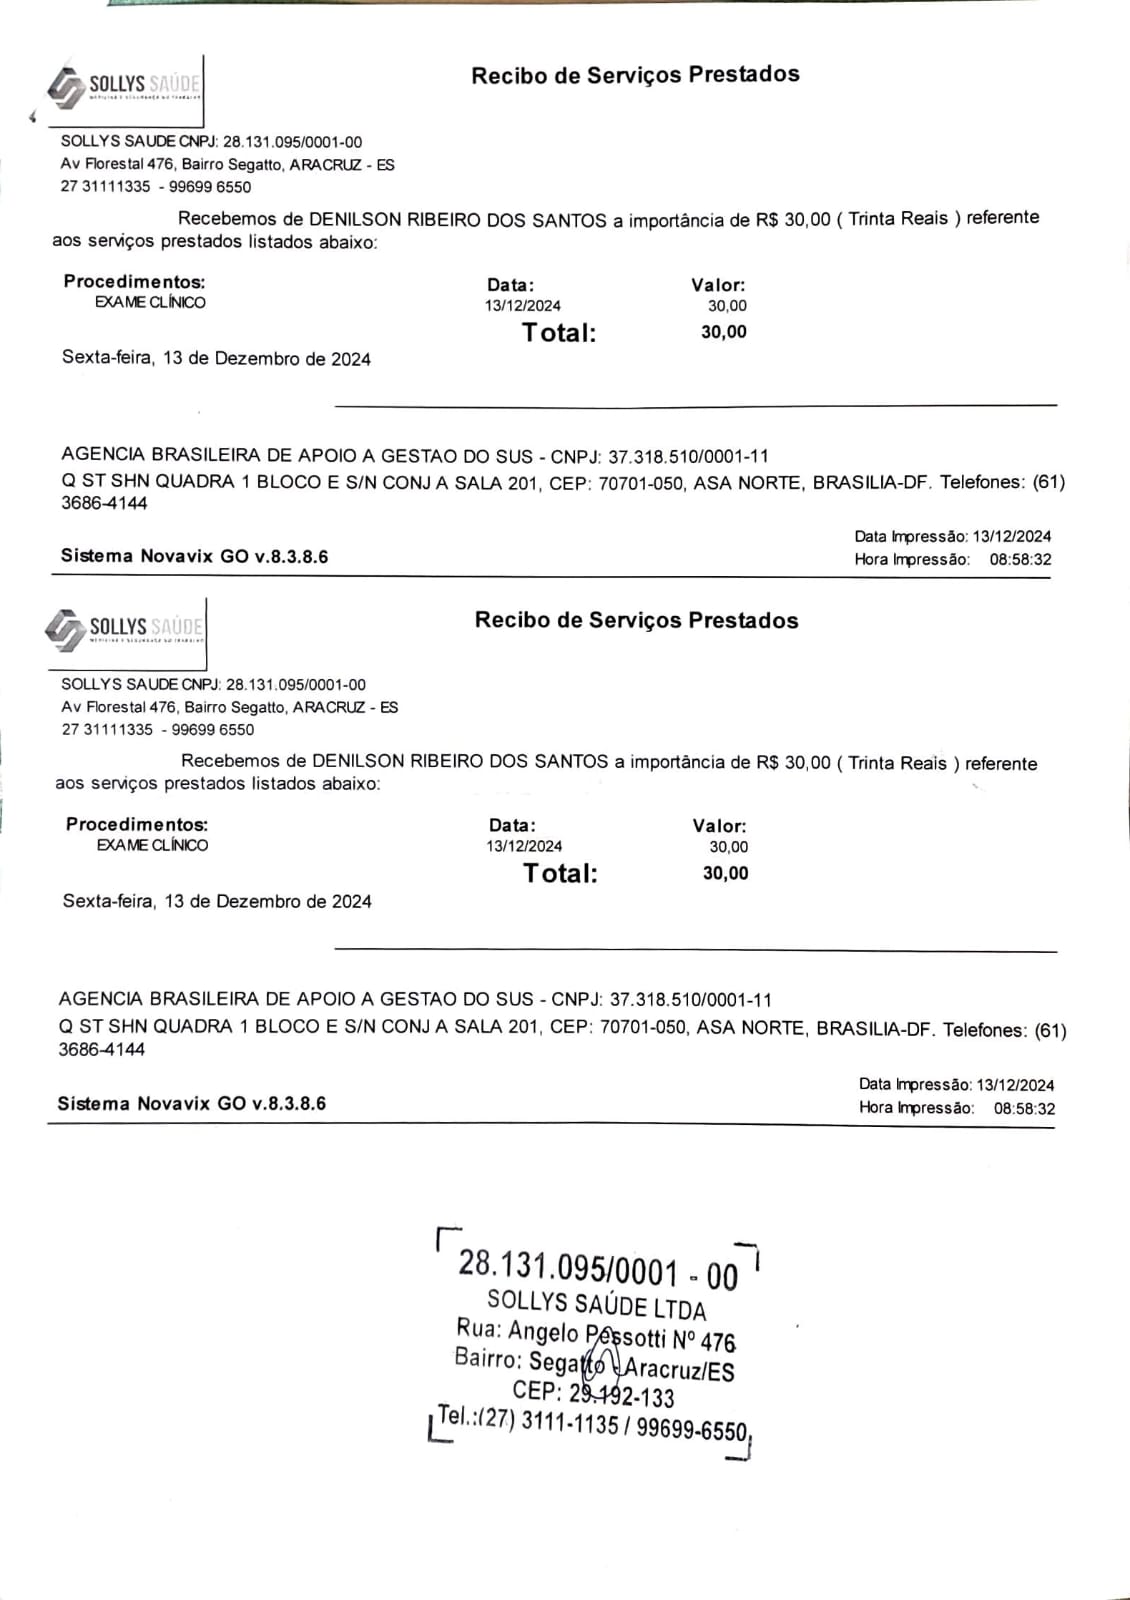 SOLLYS SAÚDE
Recibo de Serviços Prestados
SOLLYS SAUDE CNPJ: 28.131.095/0001-00
Av Florestal 476, Bairro Segatto, ARACRUZ - ES
27 31111335 - 99699 6550
Recebemos de DENILSON RIBEIRO DOS SANTOS a importância de R$ 30,00 ( Trinta Reais ) referente
aos serviços prestados listados abaixo:
Procedimentos: Data: Valor:
EXAME CLÍNICO 13/12/2024 30,00
Total: 30,00
Sexta-feira, 13 de Dezembro de 2024
AGENCIA BRASILEIRA DE APOIO A GESTAO DO SUS - CNPJ: 37.318.510/0001-11
Q ST SHN QUADRA 1 BLOCO E S/N CONJ A SALA 201, CEP: 70701-050, ASA NORTE, BRASILIA-DF. Telefones: (61)
3686-4144
Data Impressão: 13/12/2024
Sistema Novavix GO v.8.3.8.6 Hora Impressão: 08:58:32
SOLLYS SAÚDE
Recibo de Serviços Prestados
SOLLYS SAUDE CNPJ: 28.131.095/0001-00
Av Florestal 476, Bairro Segatto, ARACRUZ - ES
27 31111335 - 99699 6550
Recebemos de DENILSON RIBEIRO DOS SANTOS a importância de R$ 30,00 ( Trinta Reais ) referente
aos serviços prestados listados abaixo:
Procedimentos: Data: Valor:
EXAME CLÍNICO 13/12/2024 30,00
Total: 30,00
Sexta-feira, 13 de Dezembro de 2024
AGENCIA BRASILEIRA DE APOIO A GESTAO DO SUS - CNPJ: 37.318.510/0001-11
Q ST SHN QUADRA 1 BLOCO E S/N CONJ A SALA 201, CEP: 70701-050, ASA NORTE, BRASILIA-DF. Telefones: (61)
3686-4144
Data Impressão: 13/12/2024
Sistema Novavix GO v.8.3.8.6 Hora Impressão: 08:58:32
28.131.095/0001 - 00
SOLLYS SAÚDE LTDA
Rua: Angelo Pessotti Nº 476
Bairro: Segatto Aracruz/ES
CEP: 29.192-133
Tel.:(27) 3111-1135 / 99699-6550